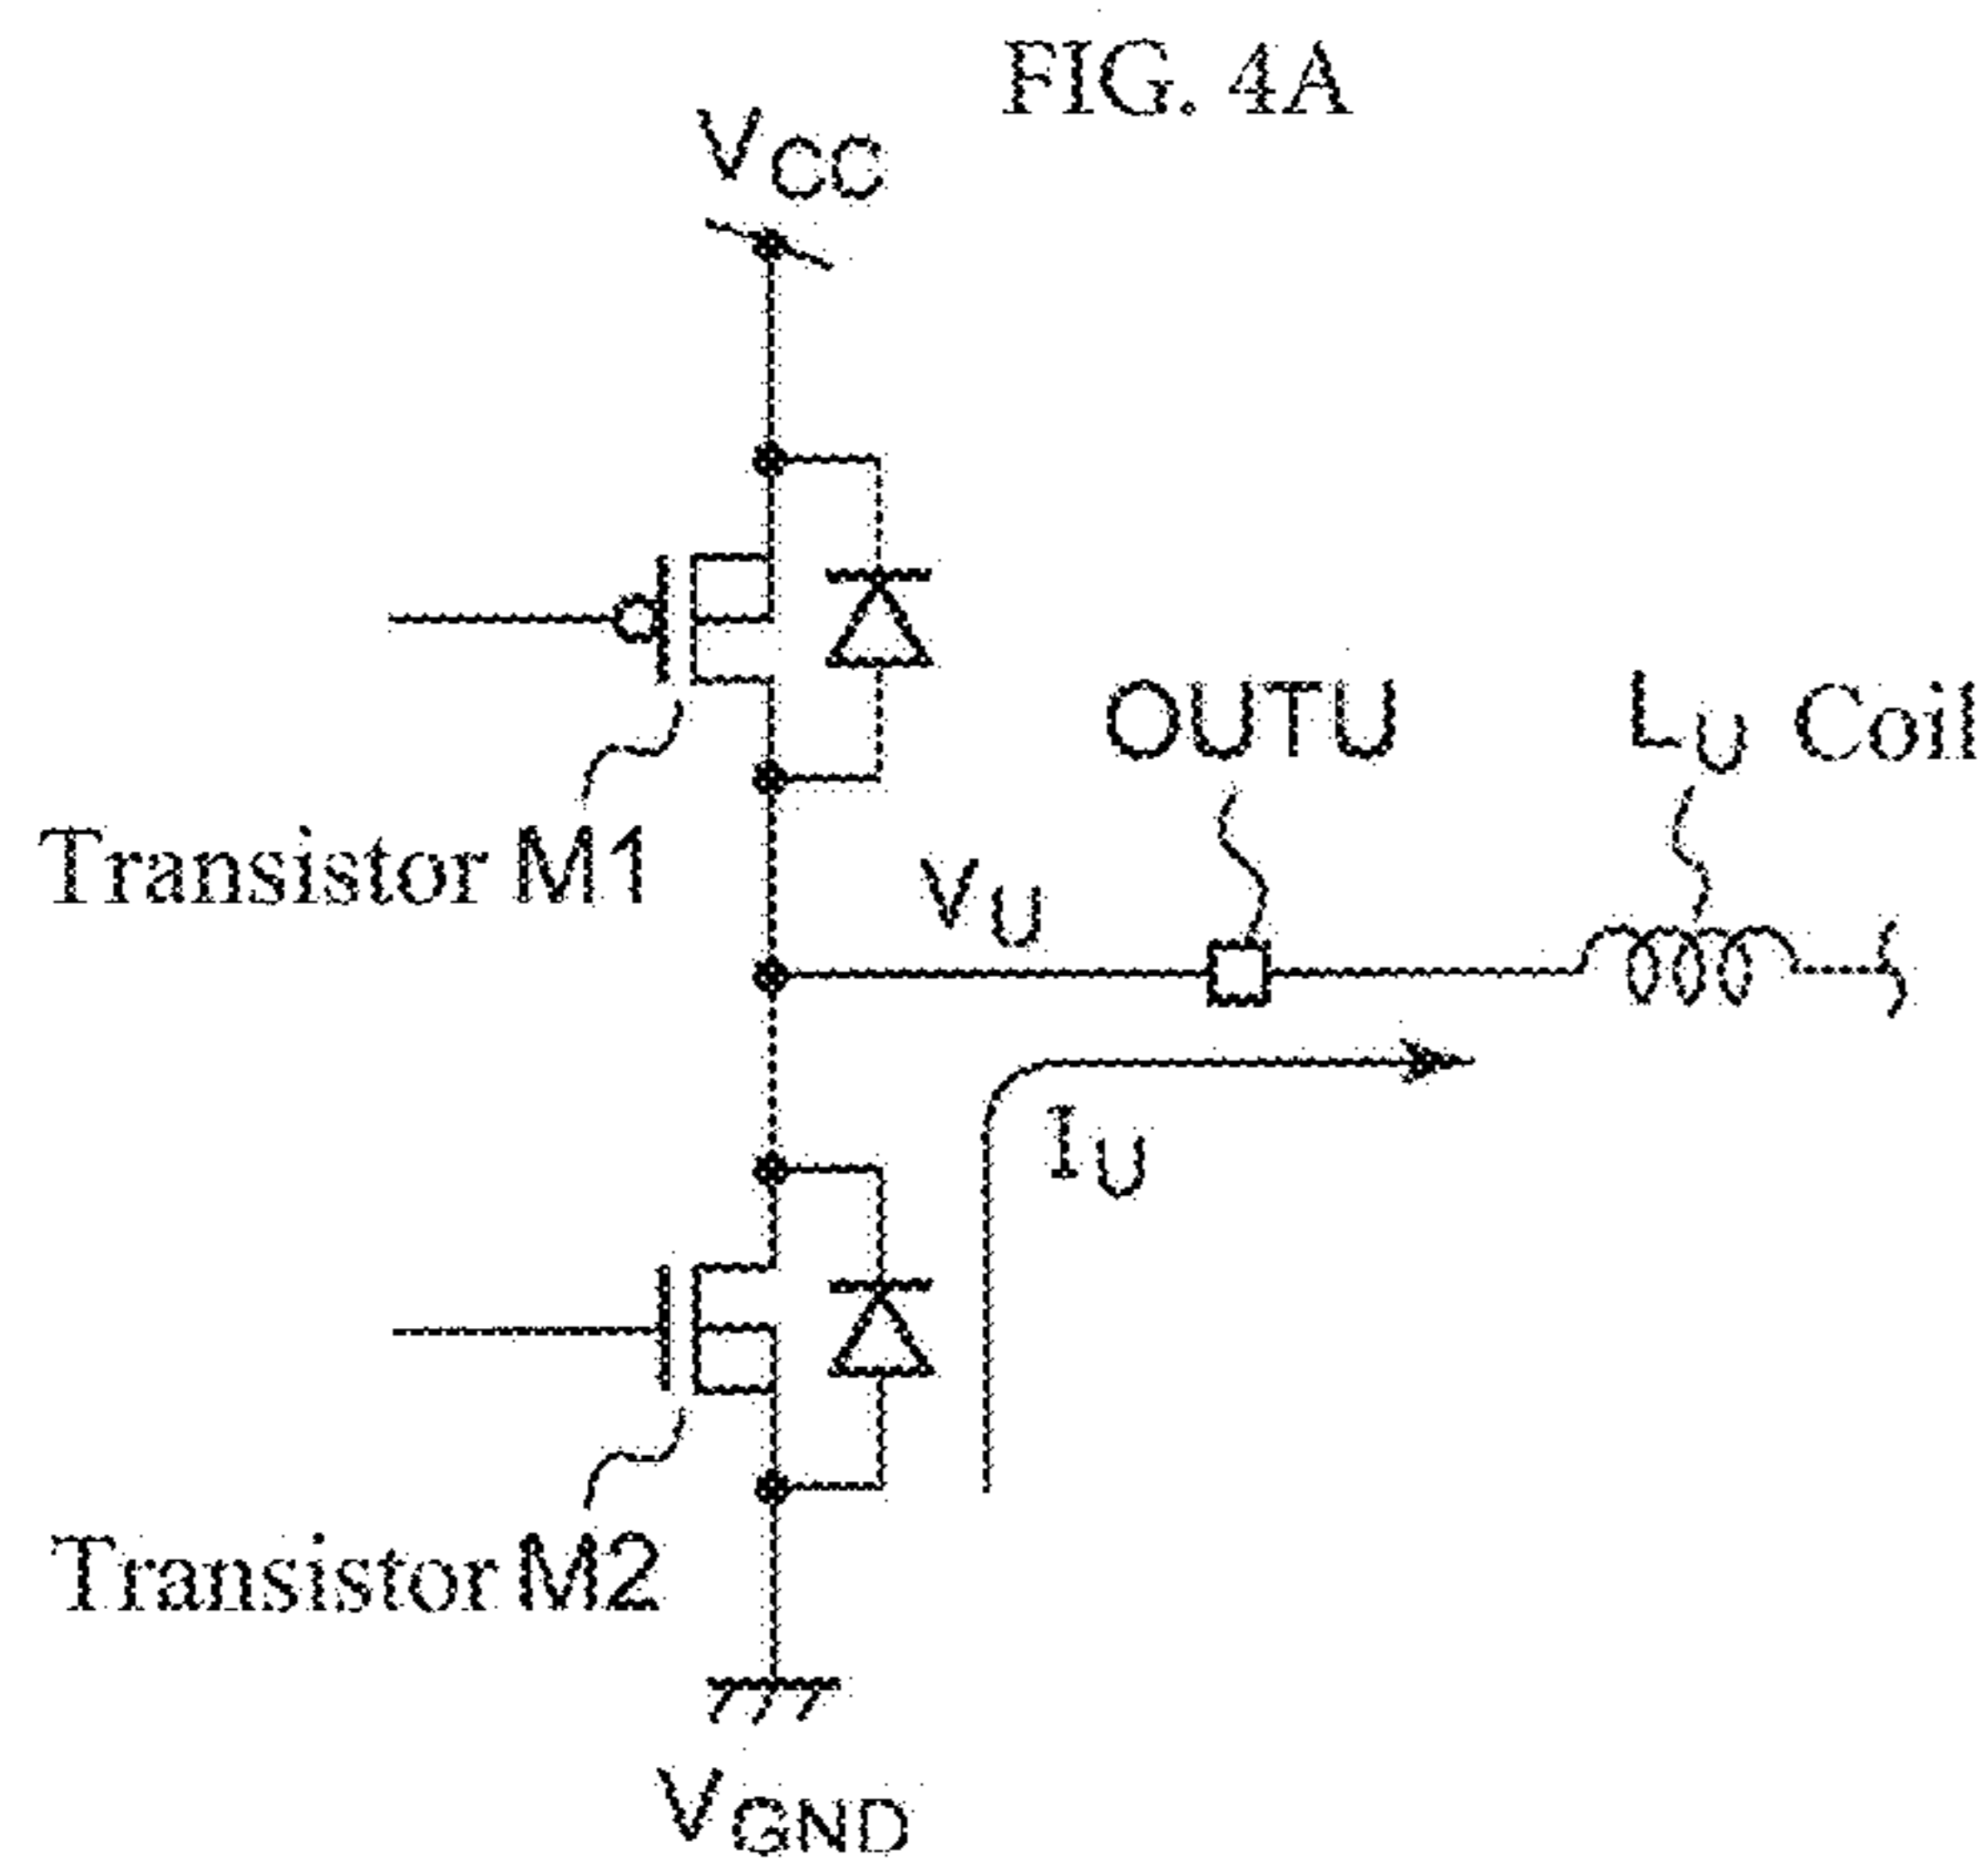 FIG. 4A
VCC
OUTU
LU Coil
Transistor M1
VU
IU
Transistor M2
VGND